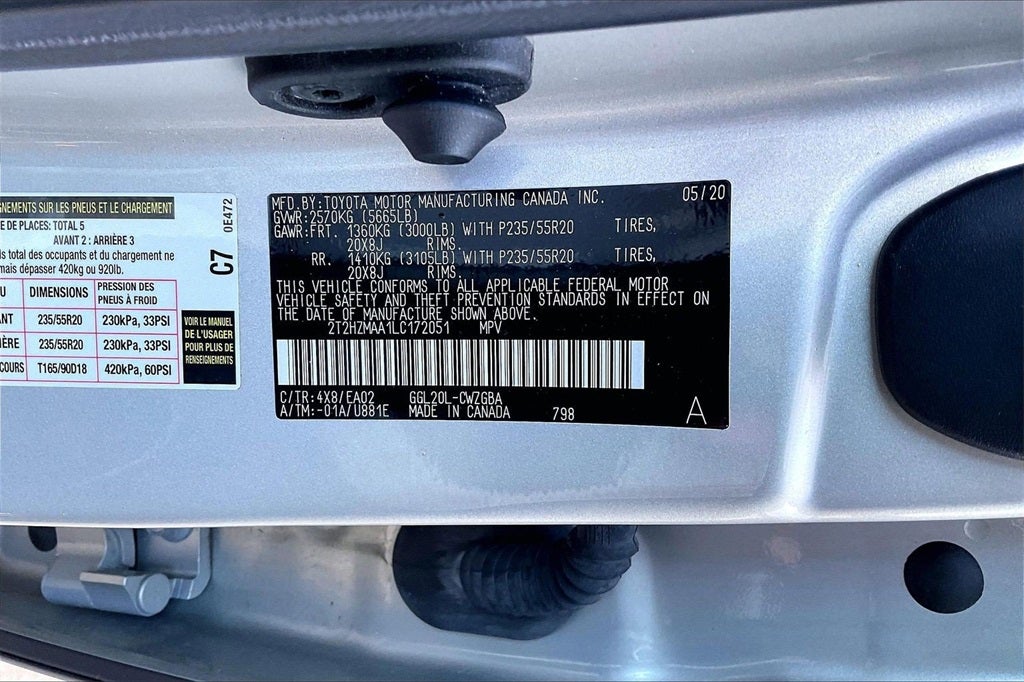 GNEMENTS SUR LES PNEUS ET LE CHARGEMENT
E DE PLACES: TOTAL 5
AVANT 2 : ARRIÈRE 3
s total des occupants et du chargement ne
mais dépasser 420kg ou 920lb.
U DIMENSIONS PRESSION DES PNEUS À FROID
ANT 235/55R20 230kPa, 33PSI
IÈRE 235/55R20 230kPa, 33PSI
COURS T165/90D18 420kPa, 60PSI
VOIR LE MANUEL
DE L'USAGER
POUR PLUS DE
RENSEIGNEMENTS
C7
0E472
MFD.BY:TOYOTA MOTOR MANUFACTURING CANADA INC. 05/20
GVWR:2570KG (5665LB)
GAWR:FRT. 1360KG (3000LB) WITH P235/55R20 TIRES,
20X8J RIMS.
RR. 1410KG (3105LB) WITH P235/55R20 TIRES,
20X8J RIMS.
THIS VEHICLE CONFORMS TO ALL APPLICABLE FEDERAL MOTOR
VEHICLE SAFETY AND THEFT PREVENTION STANDARDS IN EFFECT ON
THE DATE OF MANUFACTURE SHOWN ABOVE.
2T2HZMAA1LC172051 MPV
C/TR:4X8/EA02 GGL20L-CWZGBA
A/TM:-01A/U881E MADE IN CANADA 798 A